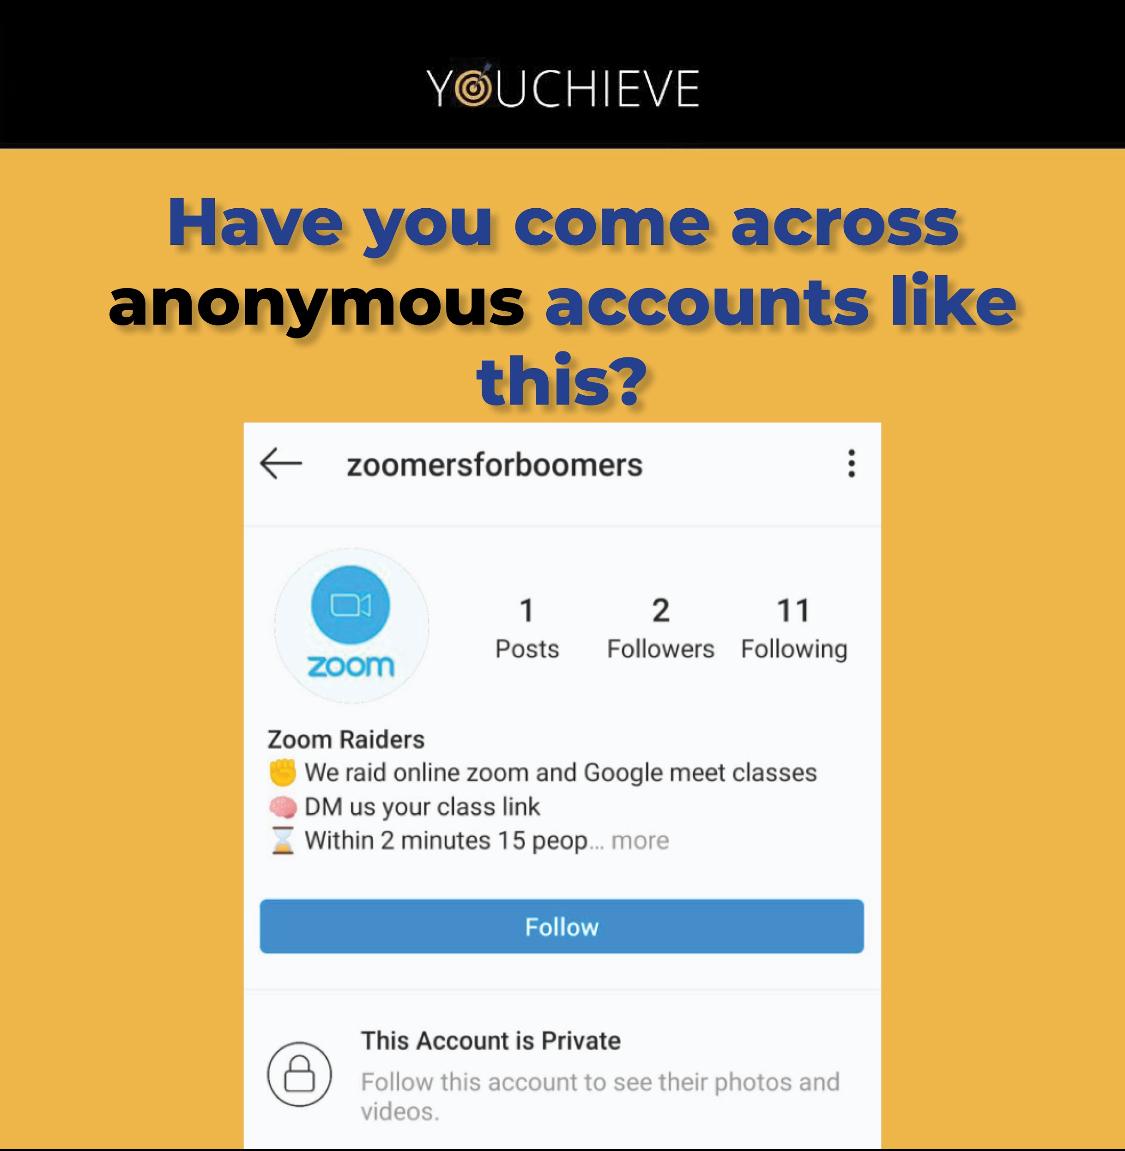 YOUCHIEVE
Have you come across
anonymous accounts like
this?
zoomersforboomers
zoom
1
2
11
Posts
Followers
Following
Zoom Raiders
✊ We raid online zoom and Google meet classes
🧠 DM us your class link
⏳ Within 2 minutes 15 peop... more
Follow
This Account is Private
Follow this account to see their photos and
videos.